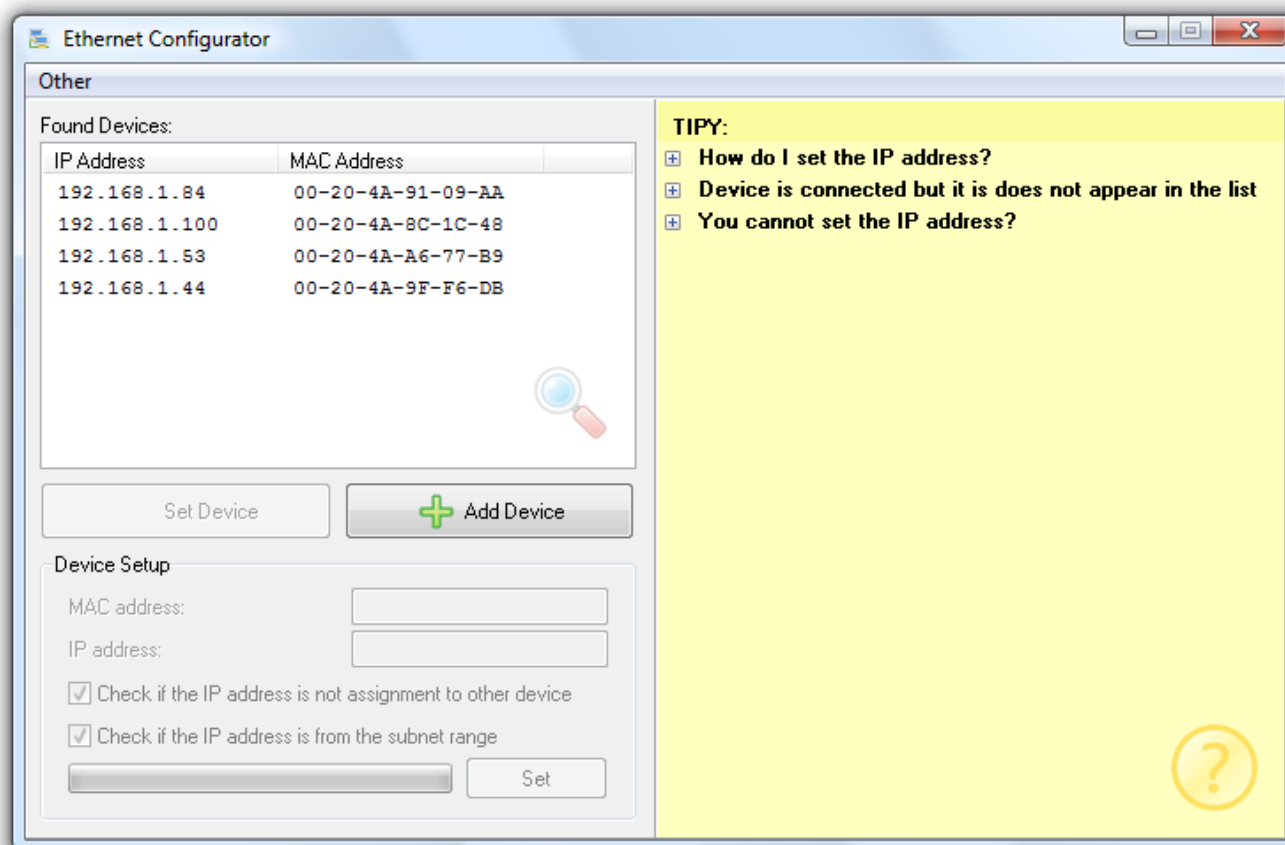 Ethernet Configurator
Other
Found Devices:
IP Address MAC Address
192.168.1.84 00-20-4A-91-09-AA
192.168.1.100 00-20-4A-8C-1C-48
192.168.1.53 00-20-4A-A6-77-B9
192.168.1.44 00-20-4A-9F-F6-DB
Set Device Add Device
Device Setup
MAC address:
IP address:
Check if the IP address is not assignment to other device
Check if the IP address is from the subnet range
Set
TIPY:
How do I set the IP address?
Device is connected but it is does not appear in the list
You cannot set the IP address?
?